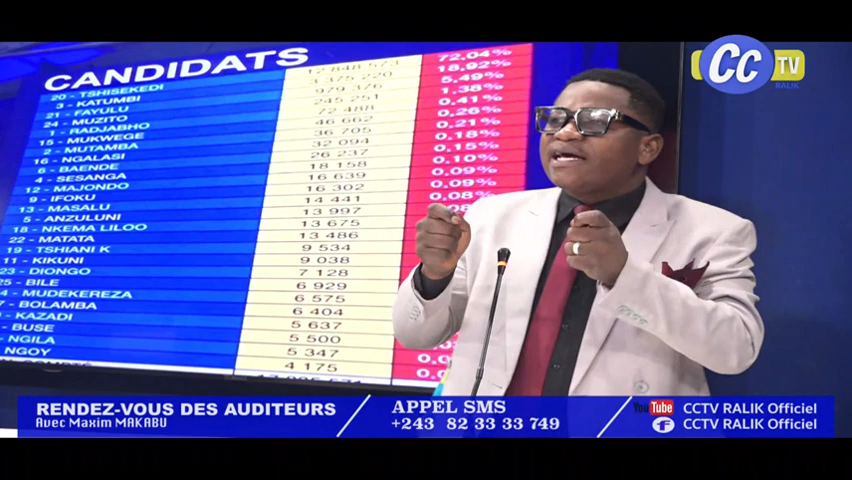 CANDIDATS
20 - TSHISEKEDI 12 848 573 72.04%
3 - KATUMBI 3 375 220 18.92%
21 - FAYULU 979 376 5.49%
24 - MUZITO 245 251 1.38%
1 - RADJABHO 72 488 0.41%
15 - MUKWEGE 46 662 0.26%
2 - MUTAMBA 36 705 0.21%
16 - NGALASI 32 094 0.18%
6 - BAENDE 26 237 0.15%
4 - SESANGA 18 158 0.10%
12 - MAJONDO 16 639 0.09%
9 - IFOKU 16 302 0.09%
13 - MASALU 14 441
5 - ANZULUNI 13 997
18 - NKEMA LILOO 13 675
22 - MATATA 13 486
19 - TSHIANI K 9 534
11 - KIKUNI 9 038
23 - DIONGO 7 128
25 - BILE 6 929
4 - MUDEKEREZA 6 575
7 - BOLAMBA 6 404
- KAZADI 5 637
- BUSE 5 500
- NGILA 5 347
NGOY 4 175
CC TV
RALIK
RENDEZ-VOUS DES AUDITEURS
Avec Maxim MAKABU
APPEL SMS
+243 82 33 33 749
YouTube CCTV RALIK Officiel
f CCTV RALIK Officiel